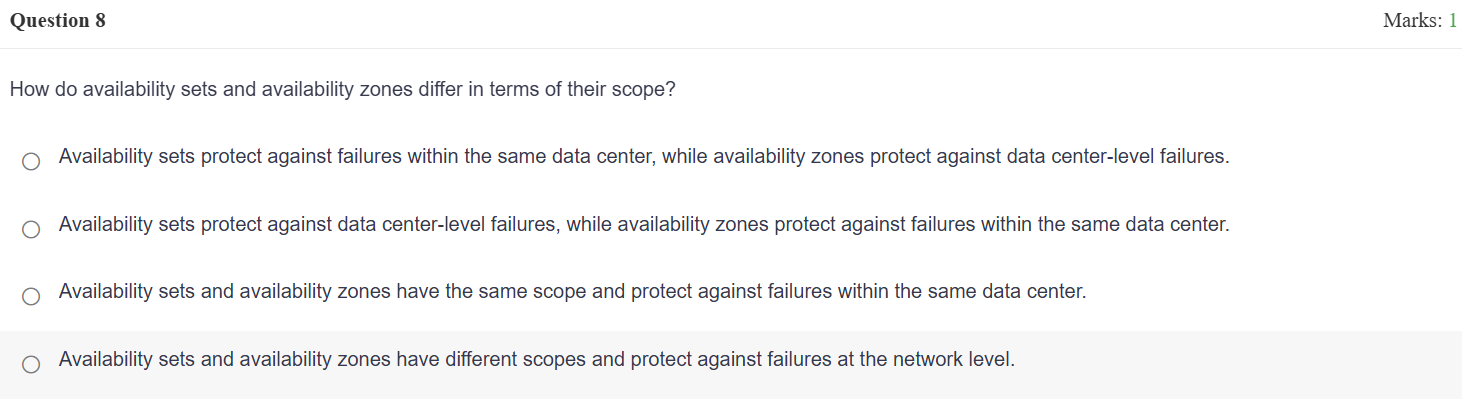 Question 8
Marks: 1
How do availability sets and availability zones differ in terms of their scope?
Availability sets protect against failures within the same data center, while availability zones protect against data center-level failures.
Availability sets protect against data center-level failures, while availability zones protect against failures within the same data center.
Availability sets and availability zones have the same scope and protect against failures within the same data center.
Availability sets and availability zones have different scopes and protect against failures at the network level.